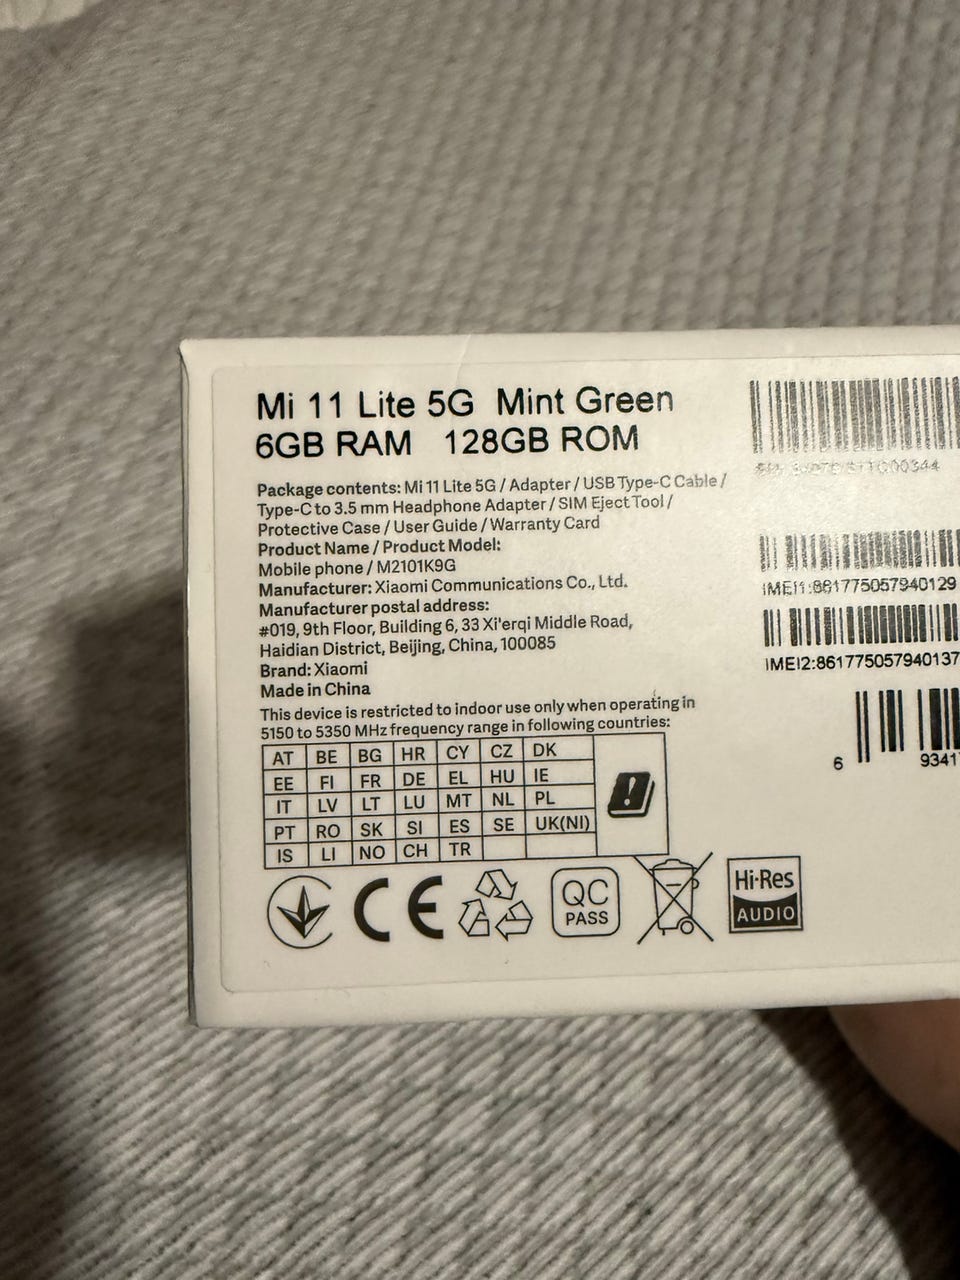 Mi 11 Lite 5G Mint Green
6GB RAM 128GB ROM
Package contents: Mi 11 Lite 5G / Adapter / USB Type-C Cable /
Type-C to 3.5 mm Headphone Adapter / SIM Eject Tool /
Protective Case / User Guide / Warranty Card
Product Name / Product Model:
Mobile phone / M2101K9G
Manufacturer: Xiaomi Communications Co., Ltd.
Manufacturer postal address:
#019, 9th Floor, Building 6, 33 Xi'erqi Middle Road,
Haidian District, Beijing, China, 100085
Brand: Xiaomi
Made in China
This device is restricted to indoor use only when operating in
5150 to 5350 MHz frequency range in following countries:
AT BE BG HR CY CZ DK
EE FI FR DE EL HU IE
IT LV LT LU MT NL PL
PT RO SK SI ES SE UK(NI)
IS LI NO CH TR
CE
QC
PASS
Hi-Res
AUDIO
IMEI1:861775057940129
IMEI2:861775057940137
6 9341